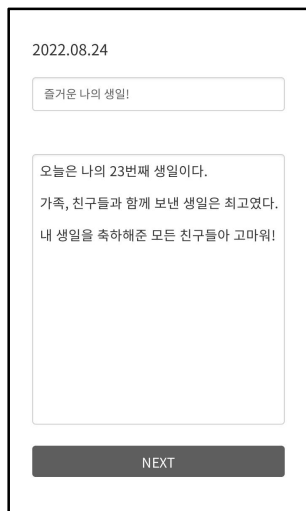 2022.08.24
즐거운 나의 생일!
오늘은 나의 23번째 생일이다.
가족, 친구들과 함께 보낸 생일은 최고였다.
내 생일을 축하해준 모든 친구들아 고마워!
NEXT